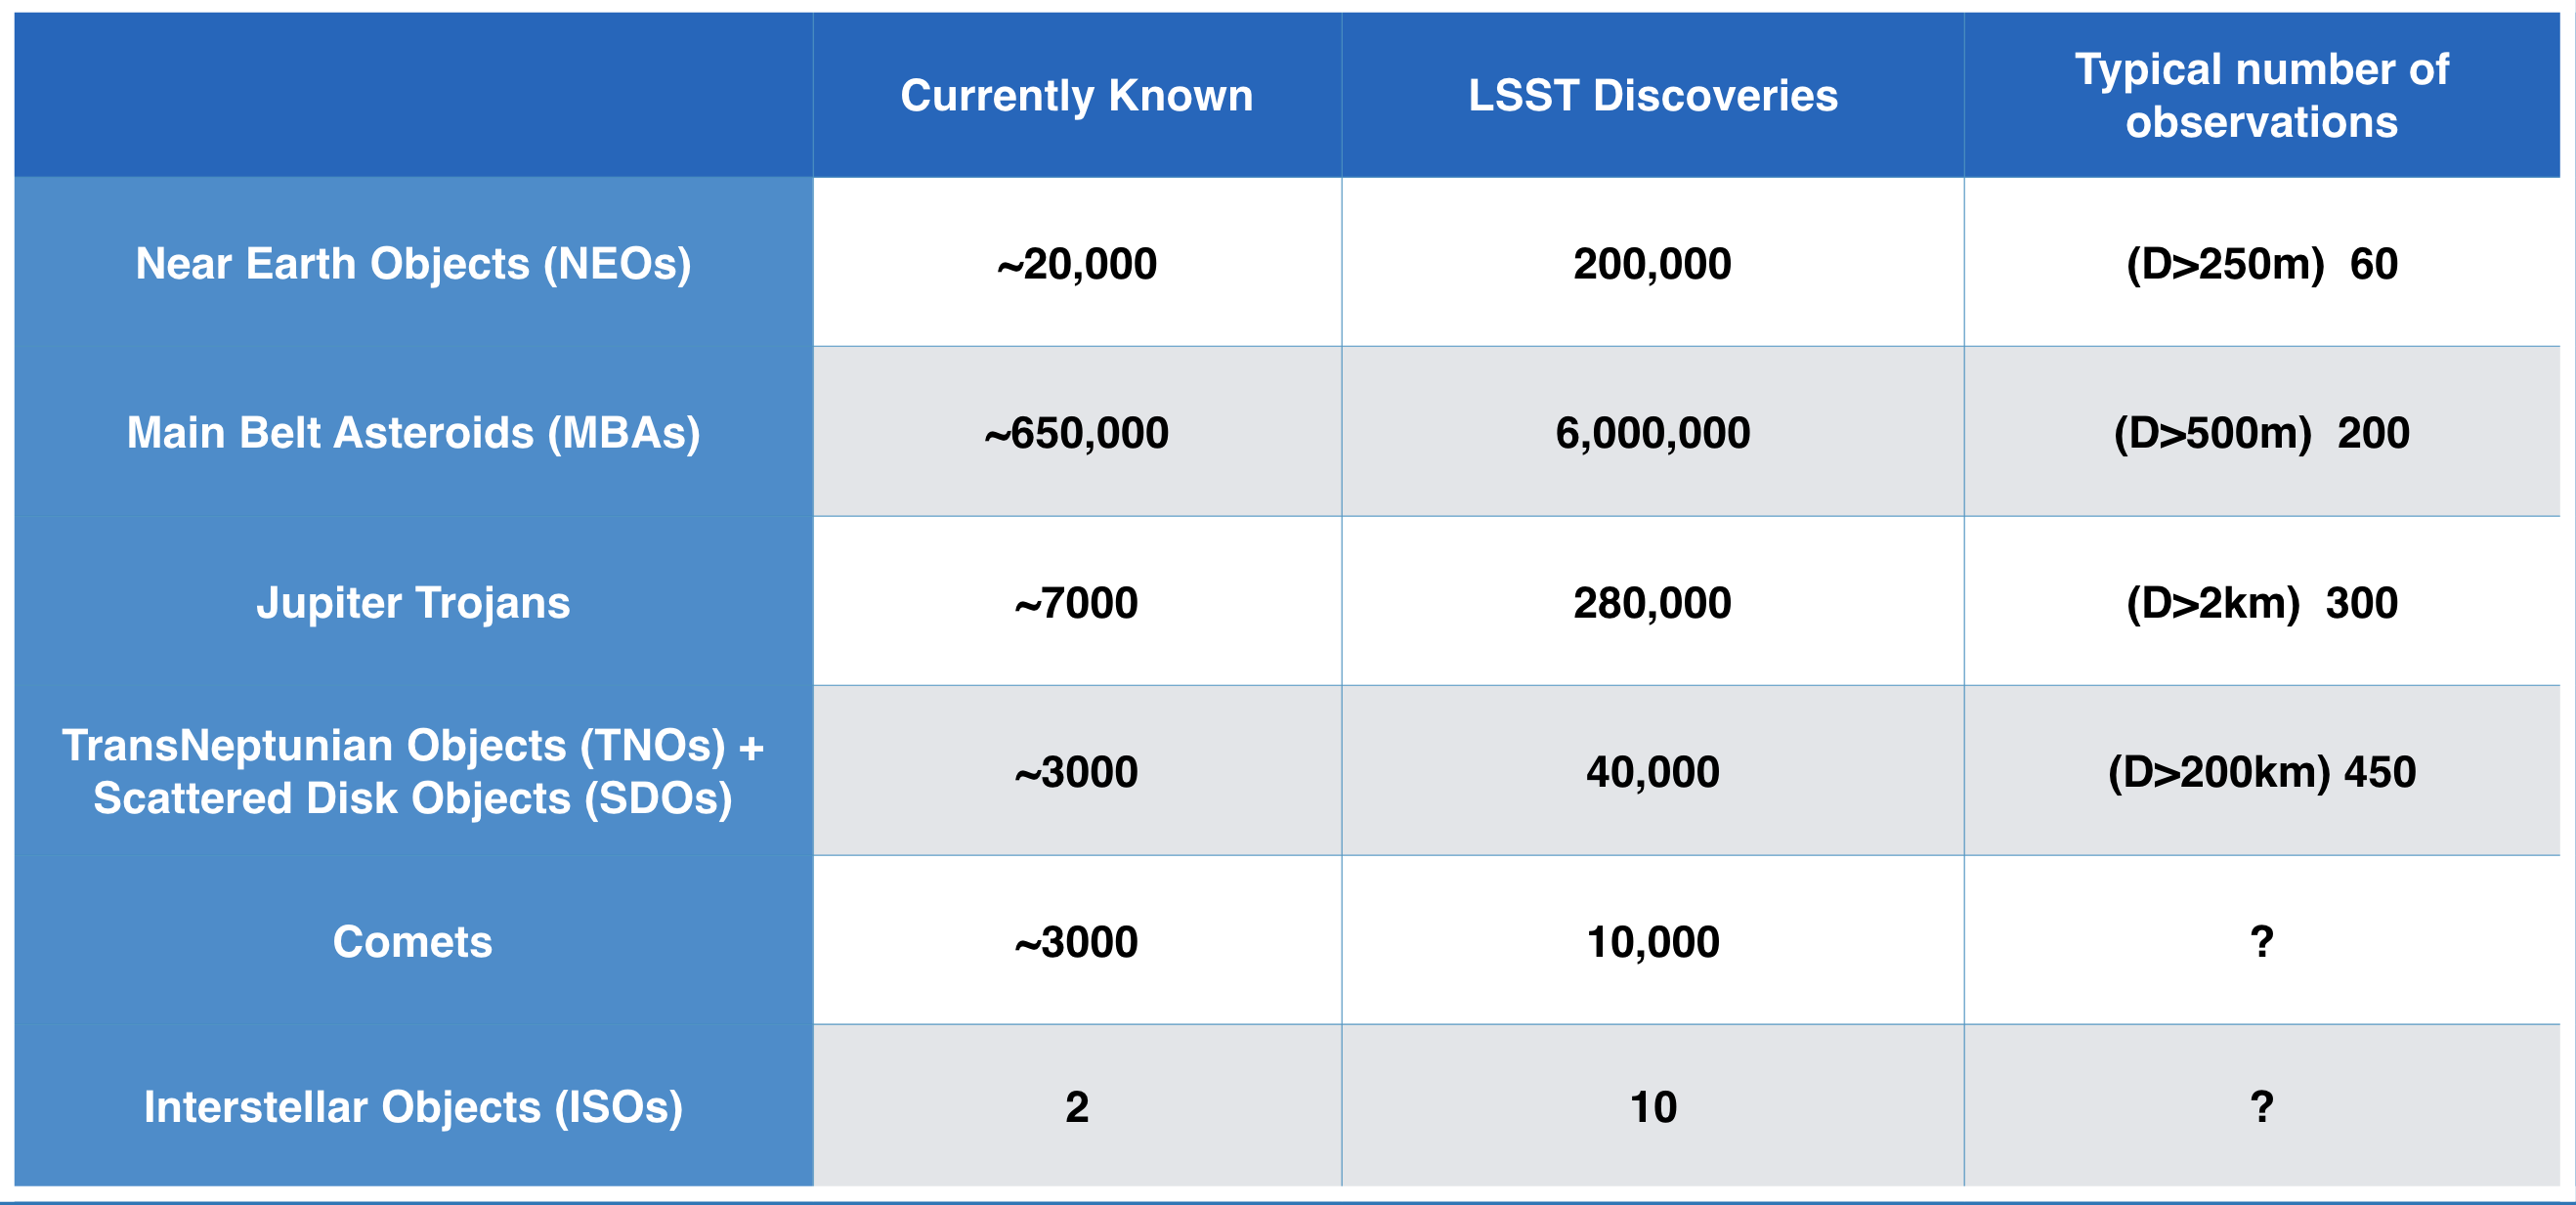 Currently Known
LSST Discoveries
Typical number of
observations
Near Earth Objects (NEOs)
~20,000
200,000
(D>250m) 60
Main Belt Asteroids (MBAs)
~650,000
6,000,000
(D>500m) 200
Jupiter Trojans
~7000
280,000
(D>2km) 300
TransNeptunian Objects (TNOs) +
Scattered Disk Objects (SDOs)
~3000
40,000
(D>200km) 450
Comets
~3000
10,000
?
Interstellar Objects (ISOs)
2
10
?